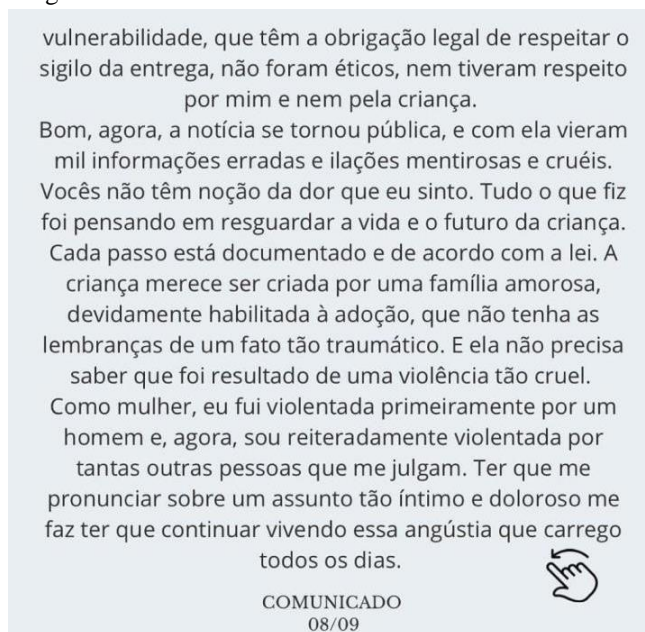 vulnerabilidade, que têm a obrigação legal de respeitar o
sigilo da entrega, não foram éticos, nem tiveram respeito
por mim e nem pela criança.
Bom, agora, a notícia se tornou pública, e com ela vieram
mil informações erradas e ilações mentirosas e cruéis.
Vocês não têm noção da dor que eu sinto. Tudo o que fiz
foi pensando em resguardar a vida e o futuro da criança.
Cada passo está documentado e de acordo com a lei. A
criança merece ser criada por uma família amorosa,
devidamente habilitada à adoção, que não tenha as
lembranças de um fato tão traumático. E ela não precisa
saber que foi resultado de uma violência tão cruel.
Como mulher, eu fui violentada primeiramente por um
homem e, agora, sou reiteradamente violentada por
tantas outras pessoas que me julgam. Ter que me
pronunciar sobre um assunto tão íntimo e doloroso me
faz ter que continuar vivendo essa angústia que carrego
todos os dias.
COMUNICADO
08/09